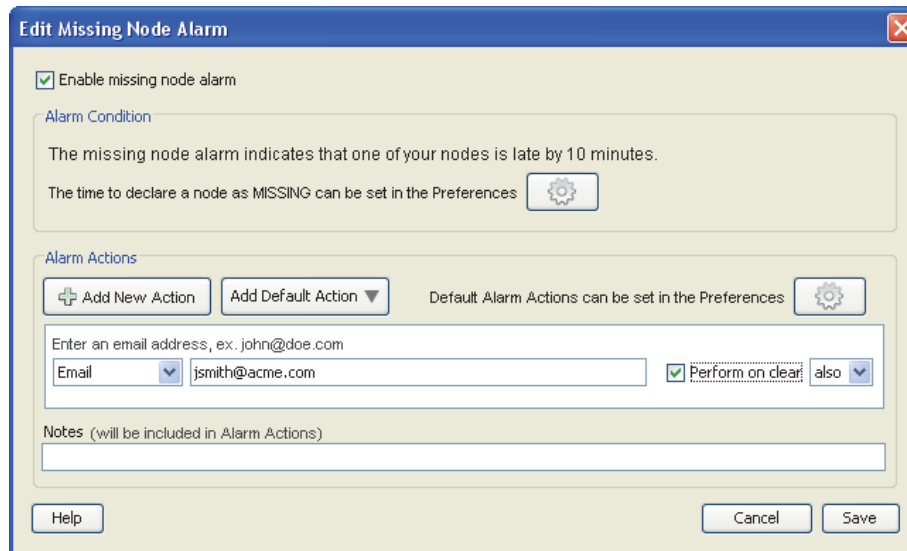 Edit Missing Node Alarm
Enable missing node alarm
Alarm Condition
The missing node alarm indicates that one of your nodes is late by 10 minutes.
The time to declare a node as MISSING can be set in the Preferences
Alarm Actions
Add New Action Add Default Action Default Alarm Actions can be set in the Preferences
Enter an email address, ex. john@doe.com
Email jsmith@acme.com Perform on clear also
Notes (will be included in Alarm Actions)
Help Cancel Save